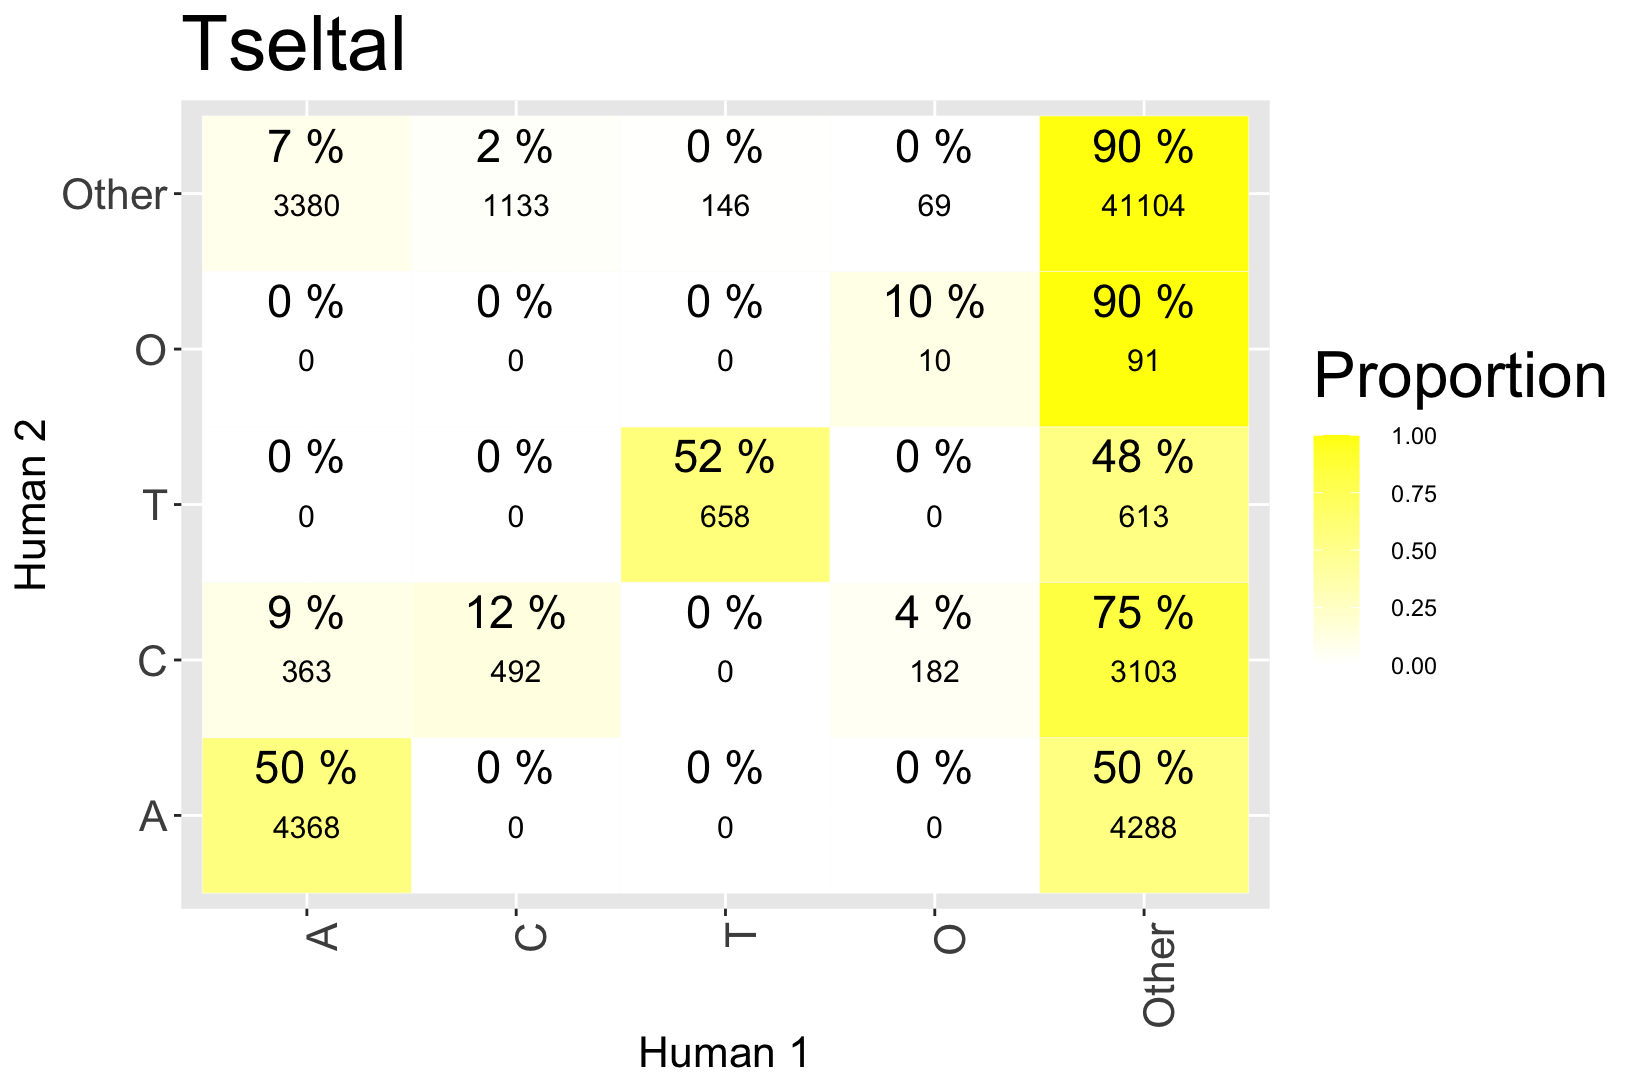 Tseltal
7 % 2 % 0 % 0 % 90 %
Other 3380 1133 146 69 41104
0 % 0 % 0 % 10 % 90 %
O 0 0 0 10 91
0 % 0 % 52 % 0 % 48 %
T 0 0 658 0 613
9 % 12 % 0 % 4 % 75 %
C 363 492 0 182 3103
50 % 0 % 0 % 0 % 50 %
A 4368 0 0 0 4288
A C T O Other
Human 1
Human 2
Proportion
1.00
0.75
0.50
0.25
0.00